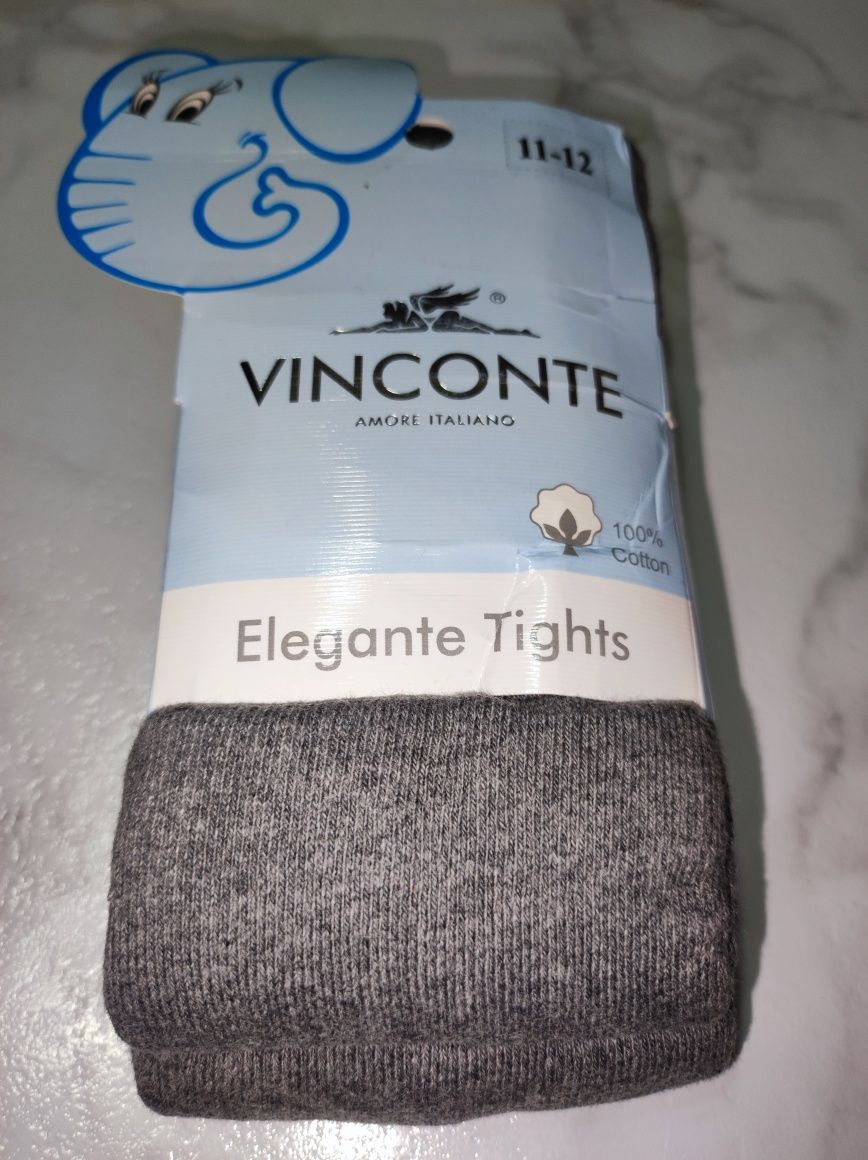 11-12
®
VINCONTE
AMORE ITALIANO
100%
Cotton
Elegante Tights